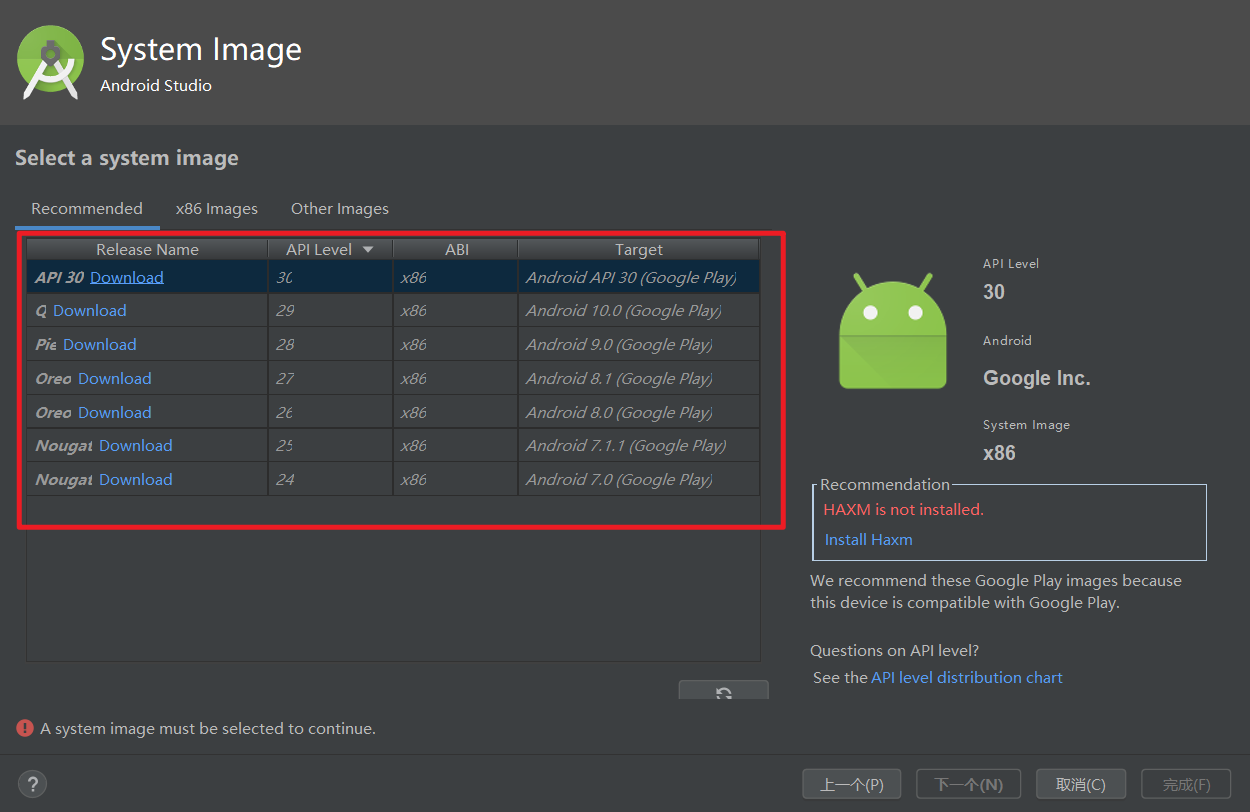 System Image
Android Studio
Select a system image
Recommended x86 Images Other Images
Release Name API Level ABI Target
API 30 Download 30 x86 Android API 30 (Google Play)
Q Download 29 x86 Android 10.0 (Google Play)
Pie Download 28 x86 Android 9.0 (Google Play)
Oreo Download 27 x86 Android 8.1 (Google Play)
Oreo Download 26 x86 Android 8.0 (Google Play)
Nougat Download 25 x86 Android 7.1.1 (Google Play)
Nougat Download 24 x86 Android 7.0 (Google Play)
API Level
30
Android
Google Inc.
System Image
x86
Recommendation
HAXM is not installed.
Install Haxm
We recommend these Google Play images because
this device is compatible with Google Play.
Questions on API level?
See the API level distribution chart
! A system image must be selected to continue.
? 上一个(P) 下一个(N) 取消(C) 完成(F)